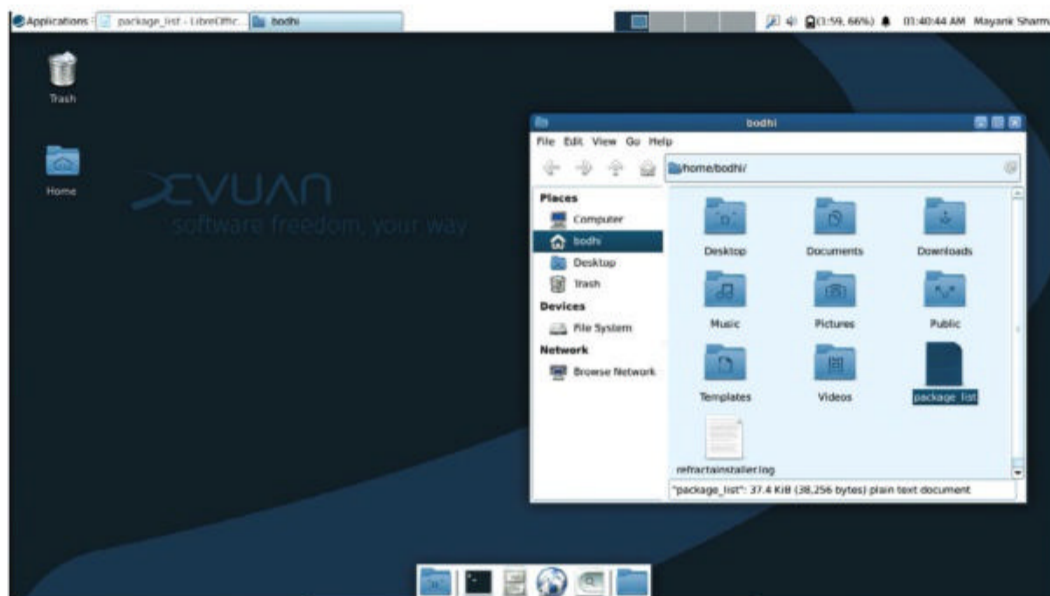 Applications
package_list - LibreOffic...
bodhi
(1:59, 66%)
01:40:44 AM
Mayank Sharm
Trash
Home
DEVUAN
software freedom, your way
bodhi
File Edit View Go Help
/home/bodhi/
Places
Computer
bodhi
Desktop
Trash
Devices
File System
Network
Browse Network
Desktop
Documents
Downloads
Music
Pictures
Public
Templates
Videos
package_list
refractainstaller.log
"package_list": 37.4 KiB (38,256 bytes) plain text document